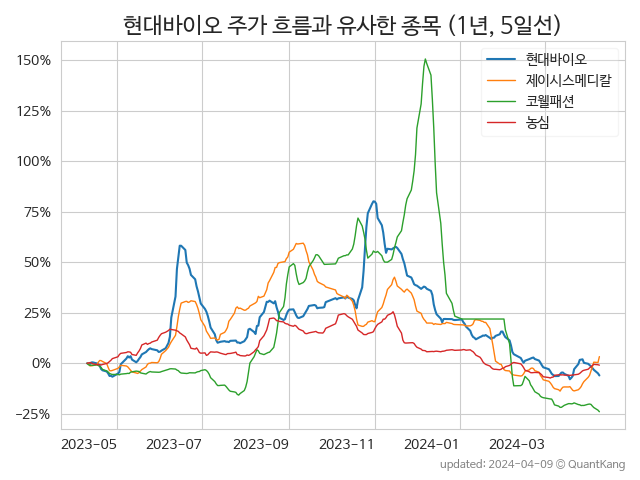 현대바이오 주가 흐름과 유사한 종목 (1년, 5일선)
150%
125%
100%
75%
50%
25%
0%
−25%
현대바이오
제이시스메디칼
코웰패션
농심
2023-05 2023-07 2023-09 2023-11 2024-01 2024-03
updated: 2024-04-09 © QuantKang